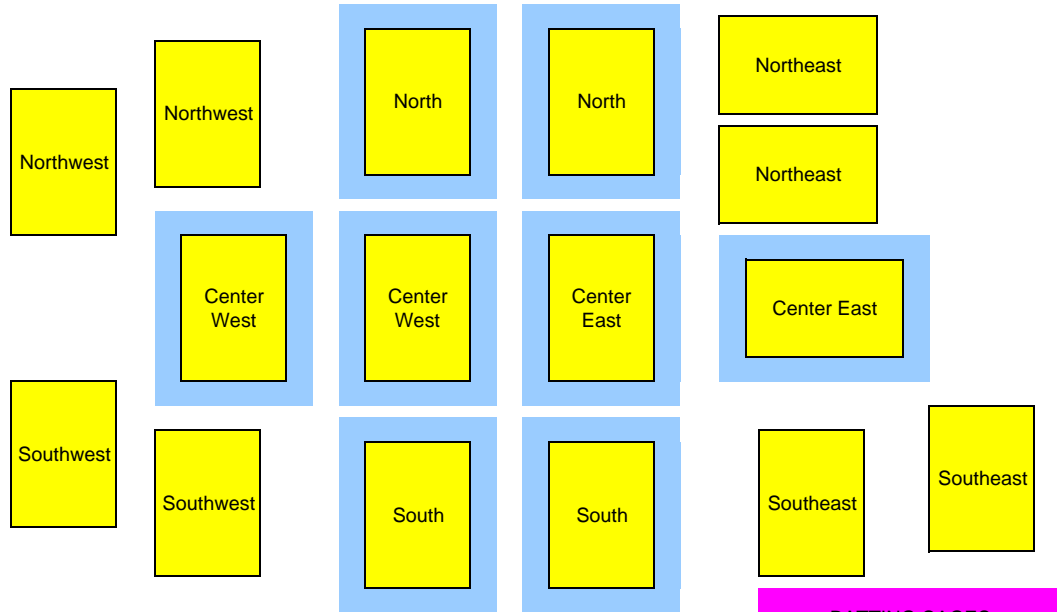 North
North
Northeast
Northwest
Northwest
Northeast
Center
West
Center
West
Center
East
Center East
Southwest
Southwest
South
South
Southeast
Southeast